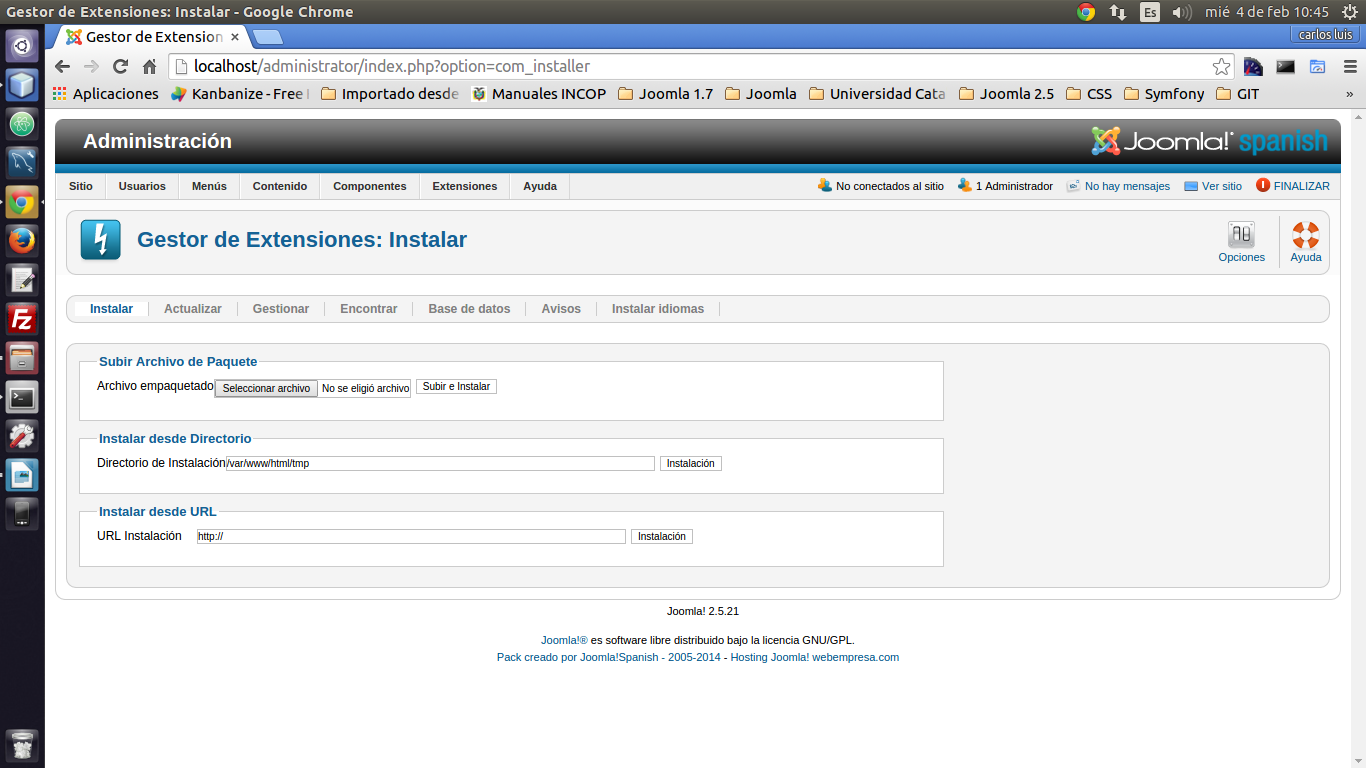 Gestor de Extensiones: Instalar - Google Chrome
Es
mié 4 de feb 10:45
Gestor de Extension ×
carlos luis
localhost/administrator/index.php?option=com_installer
Aplicaciones Kanbanize - Free Importado desde Manuales INCOP Joomla 1.7 Joomla Universidad Cata Joomla 2.5 CSS Symfony GIT »
Administración
Joomla! spanish
Sitio Usuarios Menús Contenido Componentes Extensiones Ayuda No conectados al sitio 1 Administrador No hay mensajes Ver sitio FINALIZAR
Gestor de Extensiones: Instalar
Opciones Ayuda
Instalar Actualizar Gestionar Encontrar Base de datos Avisos Instalar idiomas
Subir Archivo de Paquete
Archivo empaquetado Seleccionar archivo No se eligió archivo Subir e Instalar
Instalar desde Directorio
Directorio de Instalación /var/www/html/tmp Instalación
Instalar desde URL
URL Instalación http:// Instalación
Joomla! 2.5.21
Joomla!® es software libre distribuido bajo la licencia GNU/GPL.
Pack creado por Joomla!Spanish - 2005-2014 - Hosting Joomla! webempresa.com